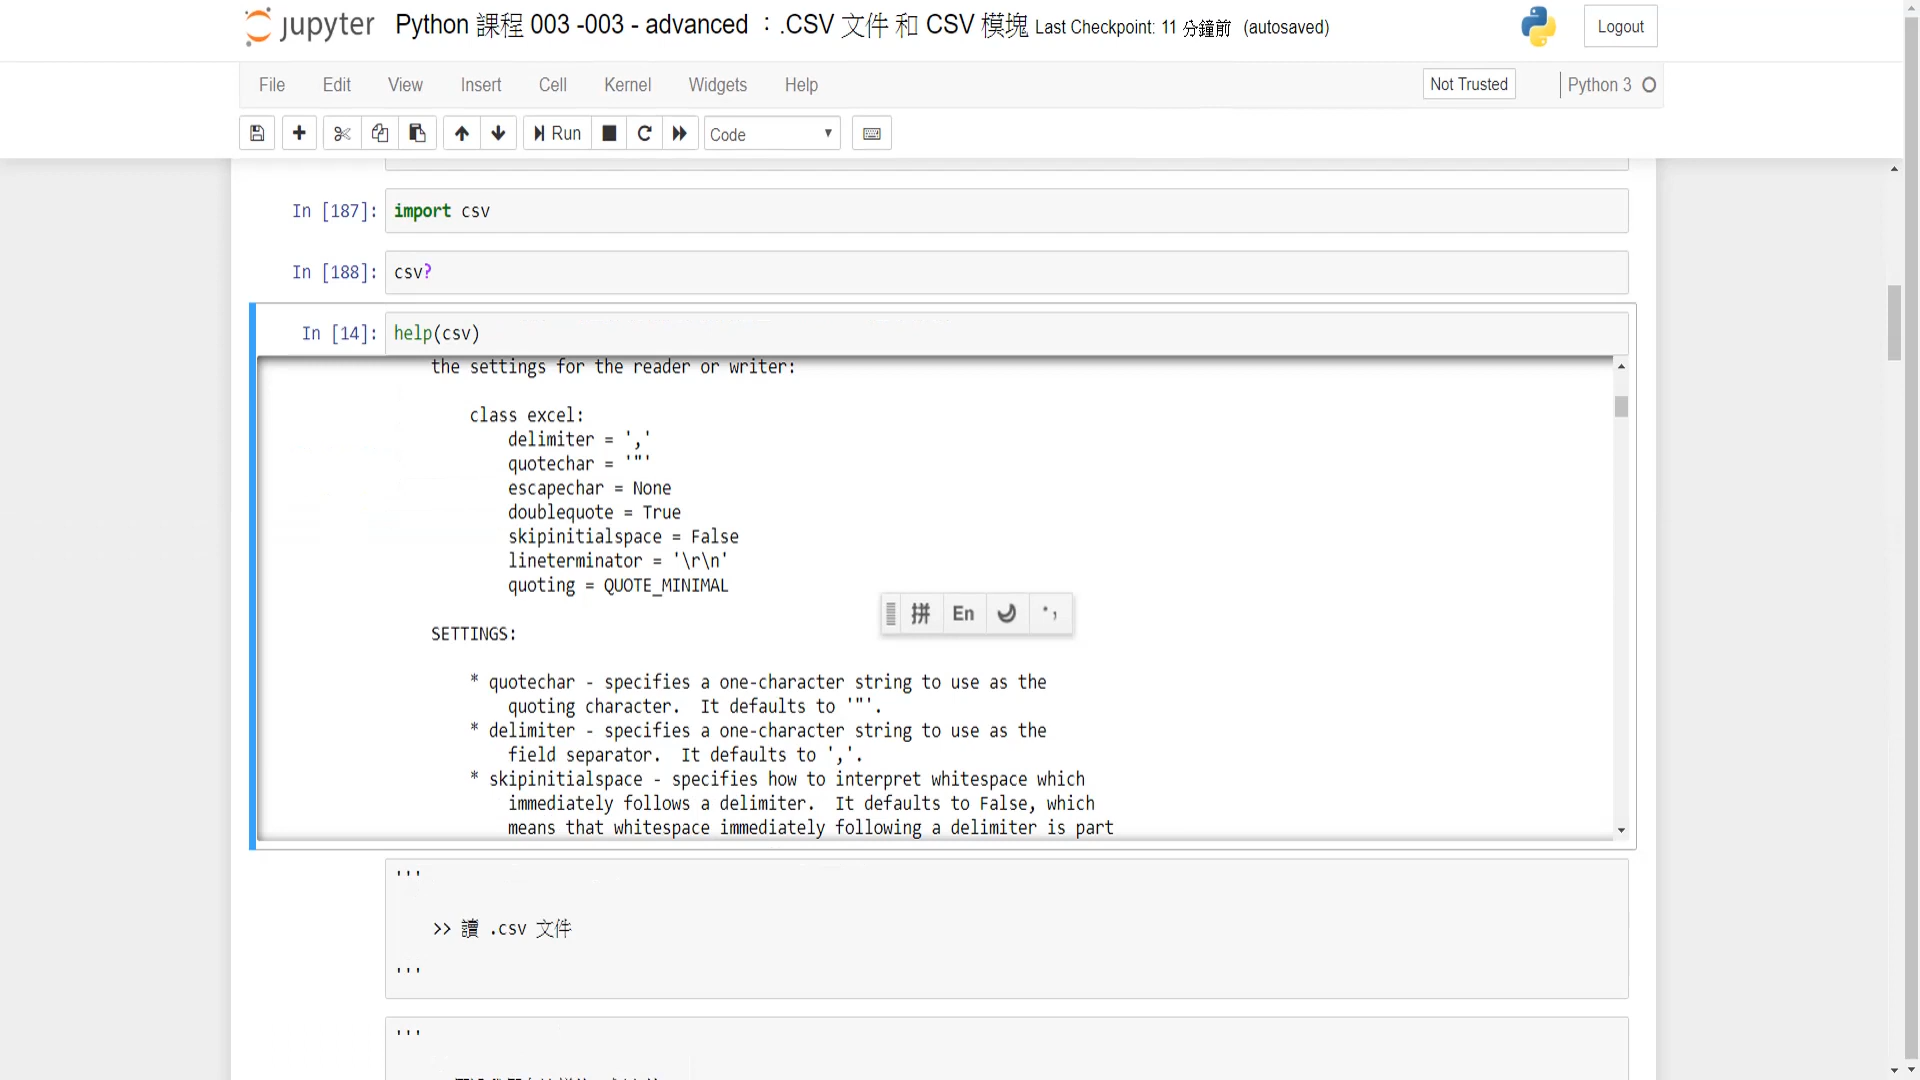 jupyter Python 課程 003 -003 - advanced ：.CSV 文件 和 CSV 模塊 Last Checkpoint: 11 分鐘前 (autosaved)
Logout
File Edit View Insert Cell Kernel Widgets Help
Not Trusted
Python 3
Run
Code
In [187]: import csv
In [188]: csv?
In [14]: help(csv)
the settings for the reader or writer:
class excel:
delimiter = ','
quotechar = '"'
escapechar = None
doublequote = True
skipinitialspace = False
lineterminator = '\r\n'
quoting = QUOTE_MINIMAL
拼 En
SETTINGS:
* quotechar - specifies a one-character string to use as the
quoting character.  It defaults to '"'.
* delimiter - specifies a one-character string to use as the
field separator.  It defaults to ','.
* skipinitialspace - specifies how to interpret whitespace which
immediately follows a delimiter.  It defaults to False, which
means that whitespace immediately following a delimiter is part
'''
>> 讀 .csv 文件
'''
'''